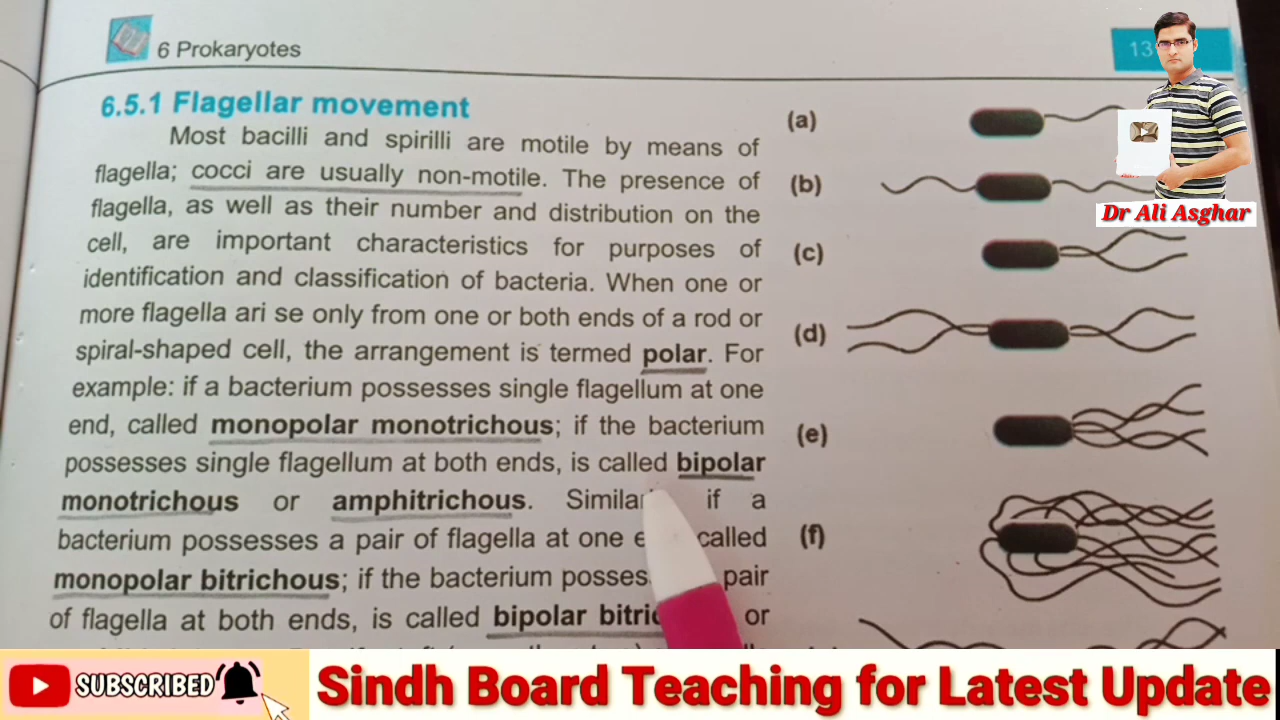 6 Prokaryotes
13
6.5.1 Flagellar movement
Most bacilli and spirilli are motile by means of
flagella; cocci are usually non-motile. The presence of
flagella, as well as their number and distribution on the
cell, are important characteristics for purposes of
identification and classification of bacteria. When one or
more flagella ari se only from one or both ends of a rod or
spiral-shaped cell, the arrangement is termed polar. For
example: if a bacterium possesses single flagellum at one
end, called monopolar monotrichous; if the bacterium
possesses single flagellum at both ends, is called bipolar
monotrichous or amphitrichous. Similar if a
bacterium possesses a pair of flagella at one called
monopolar bitrichous; if the bacterium posses pair
of flagella at both ends, is called bipolar bitric or
(a)
(b)
(c)
(d)
(e)
(f)
Dr Ali Asghar
SUBSCRIBED
Sindh Board Teaching for Latest Update